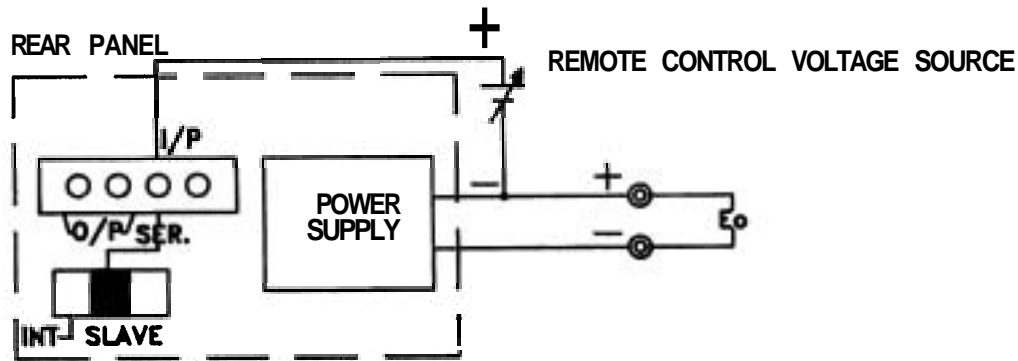 +
REAR PANEL
REMOTE CONTROL VOLTAGE SOURCE
I/P
POWER
SUPPLY
−
+
−
Eo
O/P SER.
INT SLAVE